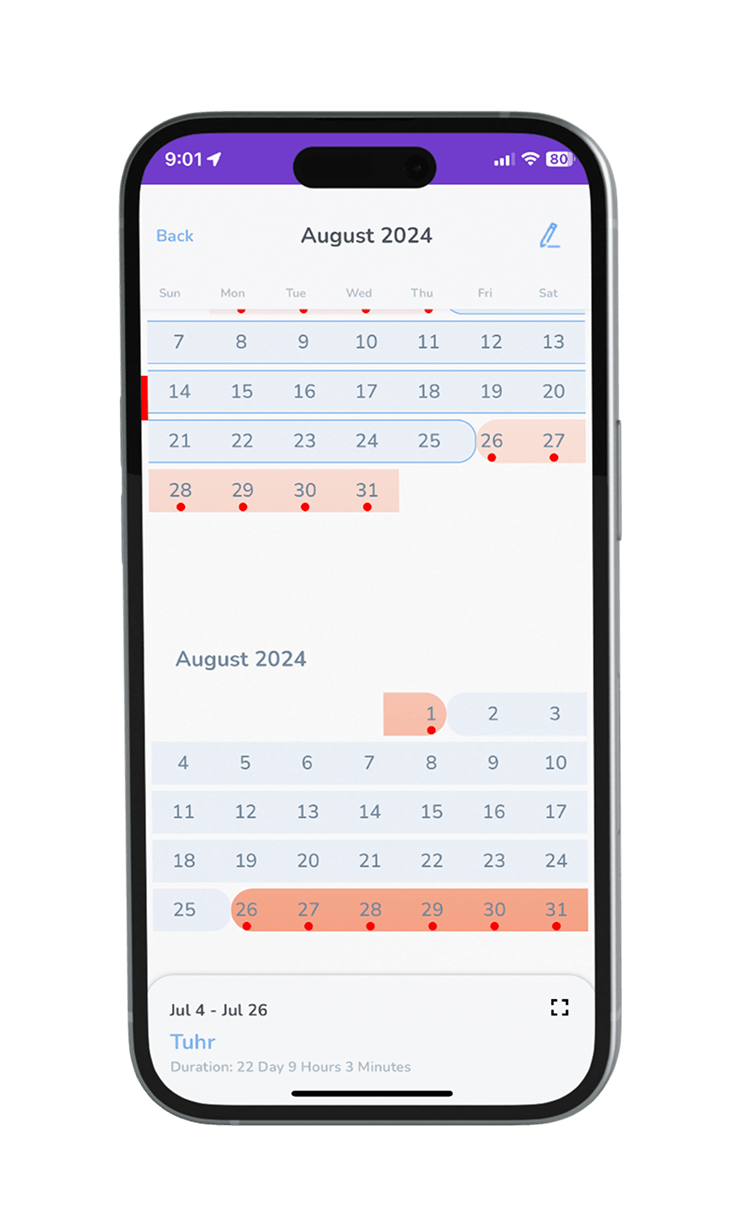 9:01 80
Back August 2024
Sun Mon Tue Wed Thu Fri Sat
7 8 9 10 11 12 13
14 15 16 17 18 19 20
21 22 23 24 25 26 27
28 29 30 31
August 2024
1 2 3
4 5 6 7 8 9 10
11 12 13 14 15 16 17
18 19 20 21 22 23 24
25 26 27 28 29 30 31
Jul 4 - Jul 26
Tuhr
Duration: 22 Day 9 Hours 3 Minutes